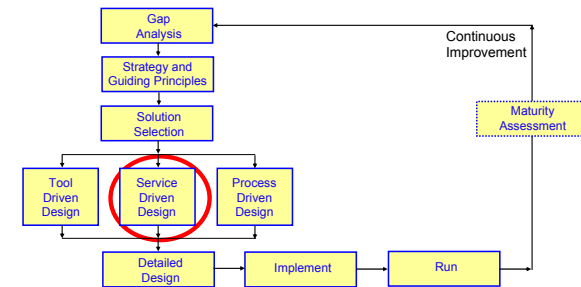 Gap
Analysis
Continuous
Improvement
Strategy and
Guiding Principles
Solution
Selection
Maturity
Assessment
Tool
Driven
Design
Service
Driven
Design
Process
Driven
Design
Detailed
Design
Implement
Run